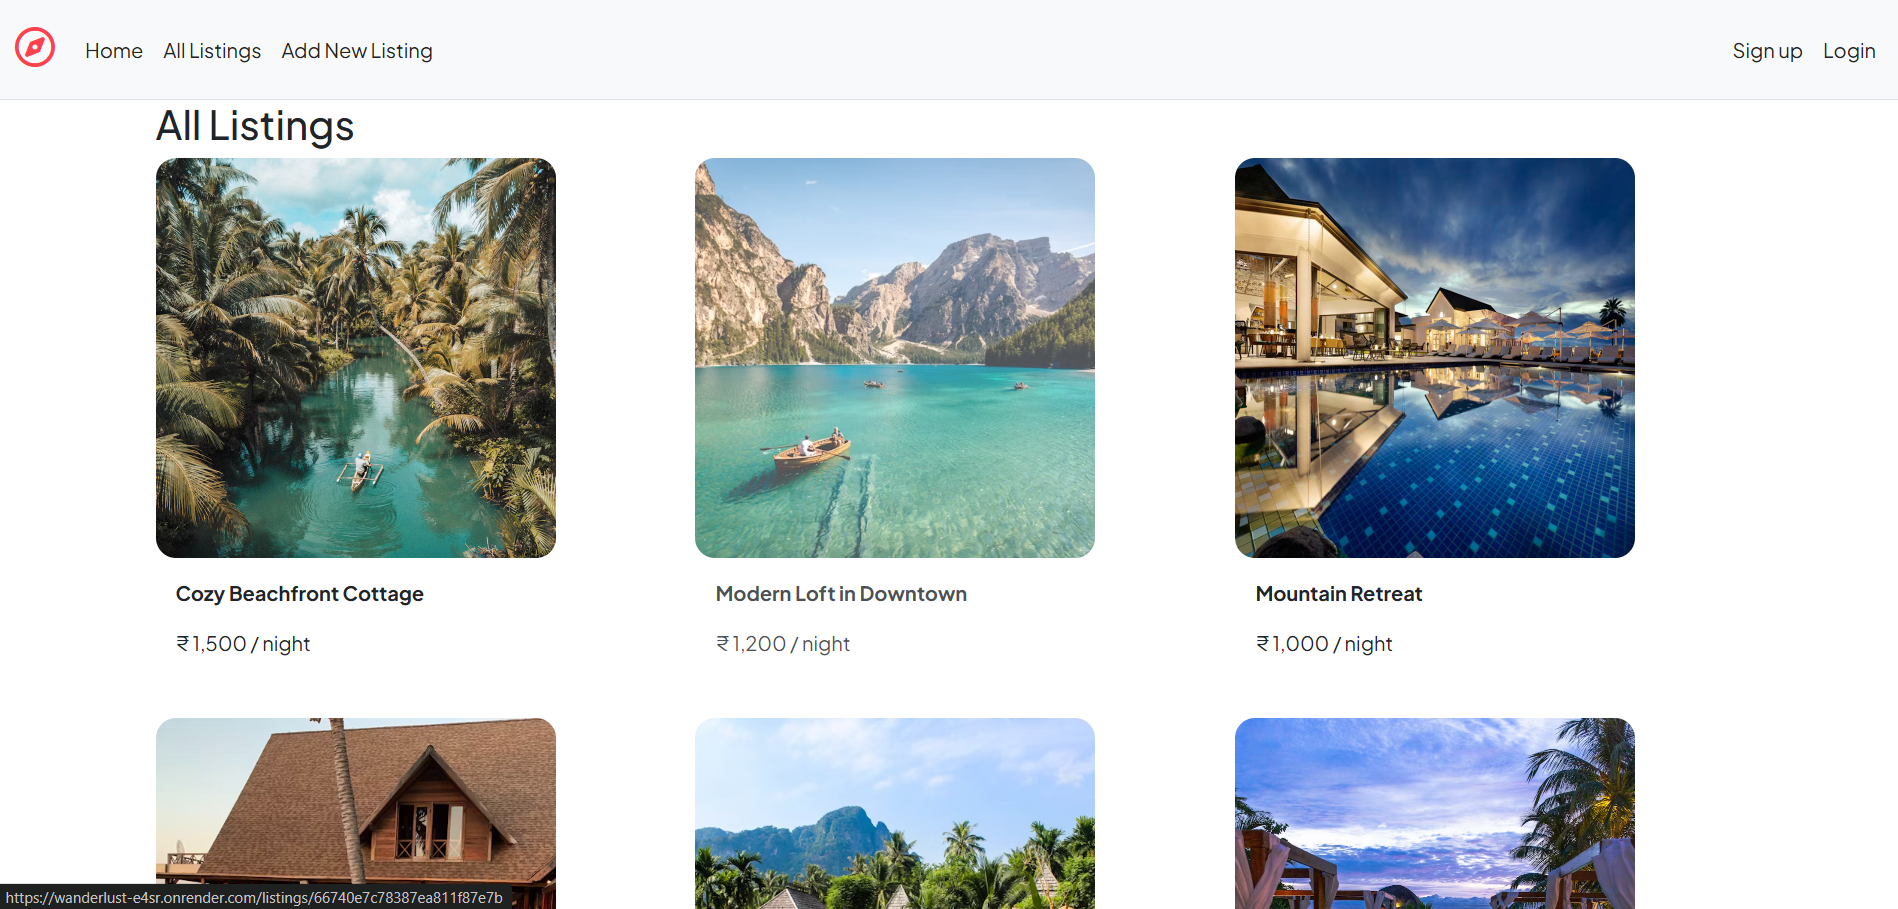 Home All Listings Add New Listing Sign up Login
All Listings
Cozy Beachfront Cottage
₹1,500 / night
Modern Loft in Downtown
₹1,200 / night
Mountain Retreat
₹1,000 / night
https://wanderlust-e4sr.onrender.com/listings/66740e7c78387ea811f87e7b